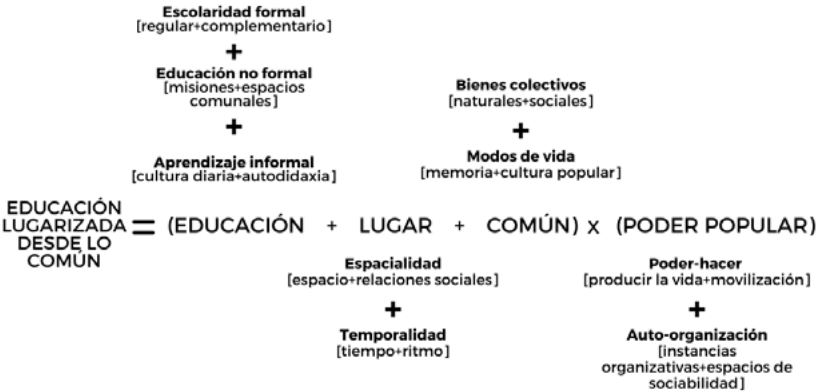 Escolaridad formal
[regular+complementario]
+
Educación no formal
[misiones+espacios
comunales]
+
Aprendizaje informal
[cultura diaria+autodidaxia]
Bienes colectivos
[naturales+sociales]
+
Modos de vida
[memoria+cultura popular]
EDUCACIÓN
LUGARIZADA
DESDE LO
COMÚN
= (EDUCACIÓN + LUGAR + COMÚN) x (PODER POPULAR)
Espacialidad
[espacio+relaciones sociales]
+
Temporalidad
[tiempo+ritmo]
Poder-hacer
[producir la vida+movilización]
+
Auto-organización
[instancias
organizativas+espacios de
sociabilidad]